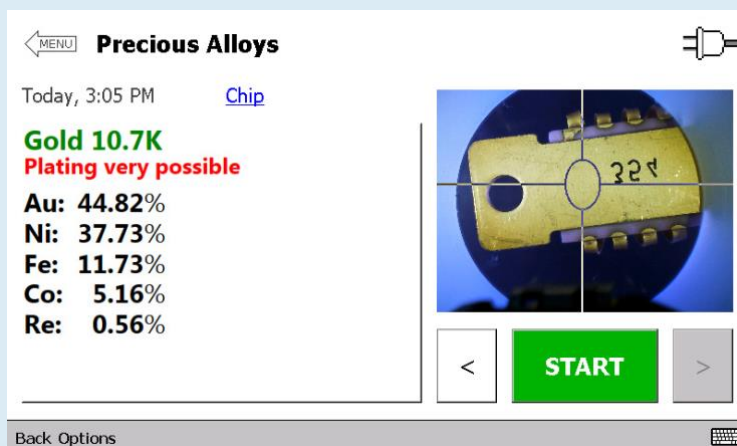 MENU Precious Alloys
Today, 3:05 PM Chip
Gold 10.7K
Plating very possible
Au: 44.82%
Ni: 37.73%
Fe: 11.73%
Co: 5.16%
Re: 0.56%
< START >
Back Options